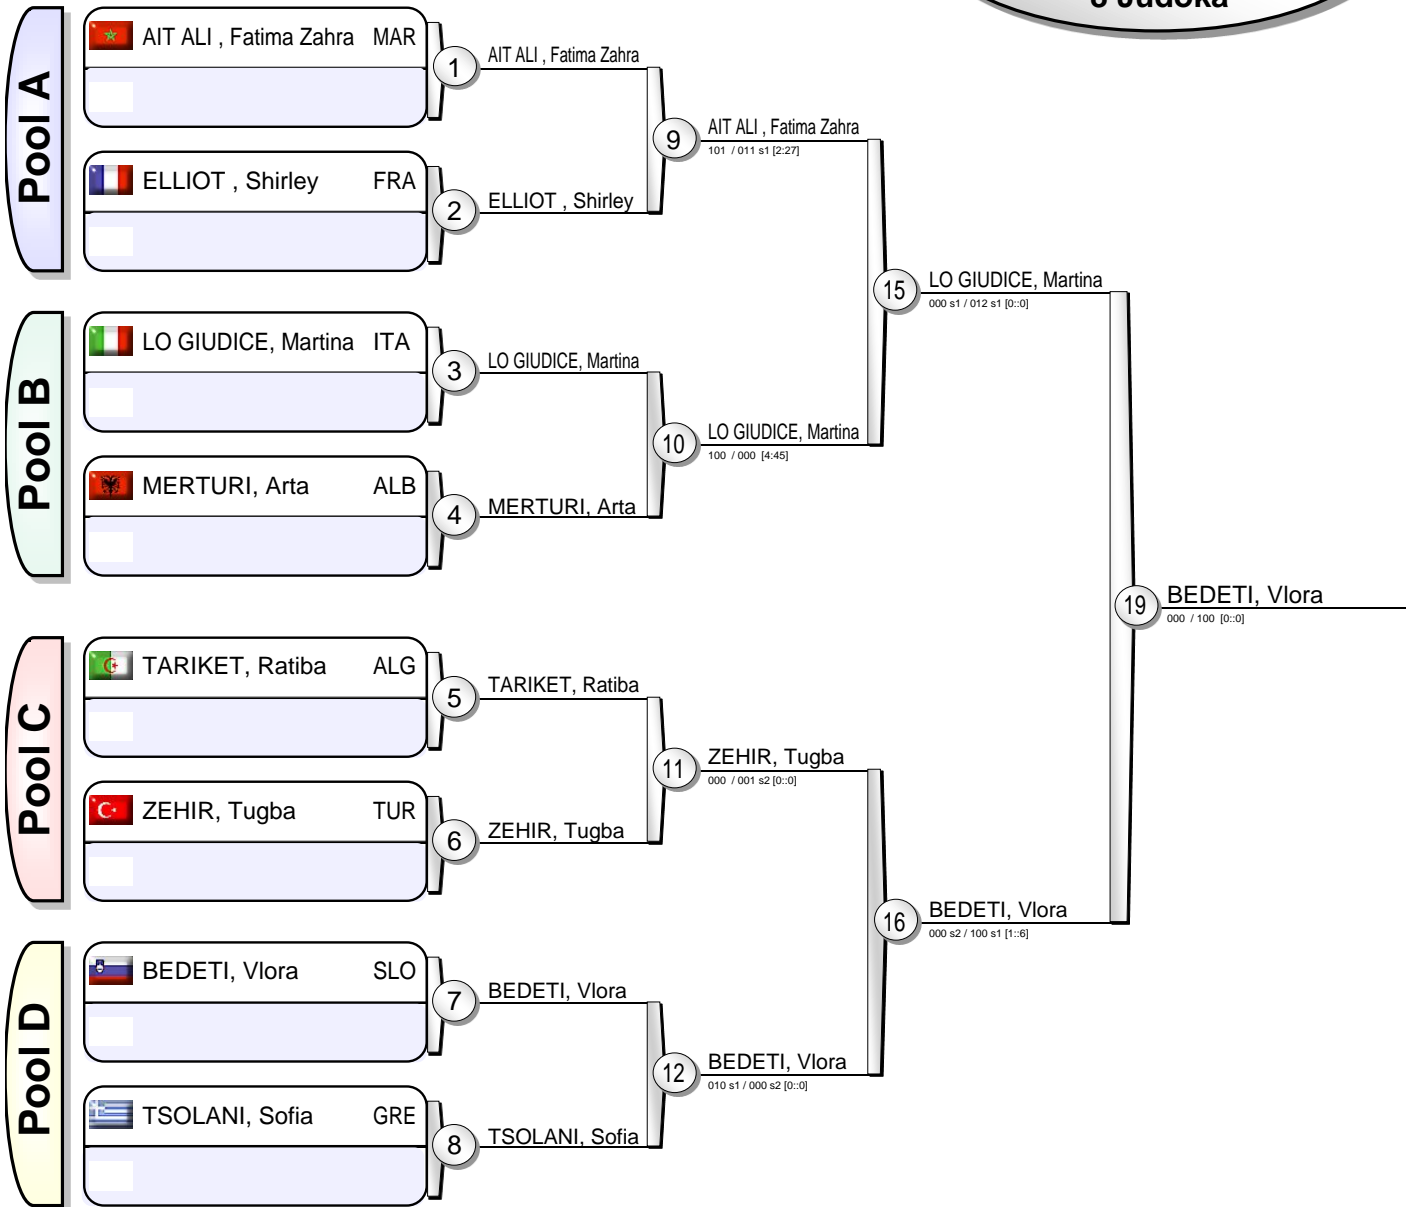 8 Judoka
Pool A
AIT ALI , Fatima Zahra MAR
1
AIT ALI , Fatima Zahra
ELLIOT , Shirley FRA
2
ELLIOT , Shirley
9
AIT ALI , Fatima Zahra
101 / 011 s1 [2:27]
Pool B
LO GIUDICE, Martina ITA
3
LO GIUDICE, Martina
MERTURI, Arta ALB
4
MERTURI, Arta
10
LO GIUDICE, Martina
100 / 000 [4:45]
15
LO GIUDICE, Martina
000 s1 / 012 s1 [0::0]
Pool C
TARIKET, Ratiba ALG
5
TARIKET, Ratiba
ZEHIR, Tugba TUR
6
ZEHIR, Tugba
11
ZEHIR, Tugba
000 / 001 s2 [0::0]
Pool D
BEDETI, Vlora SLO
7
BEDETI, Vlora
TSOLANI, Sofia GRE
8
TSOLANI, Sofia
12
BEDETI, Vlora
010 s1 / 000 s2 [0::0]
16
BEDETI, Vlora
000 s2 / 100 s1 [1::6]
19
BEDETI, Vlora
000 / 100 [0::0]